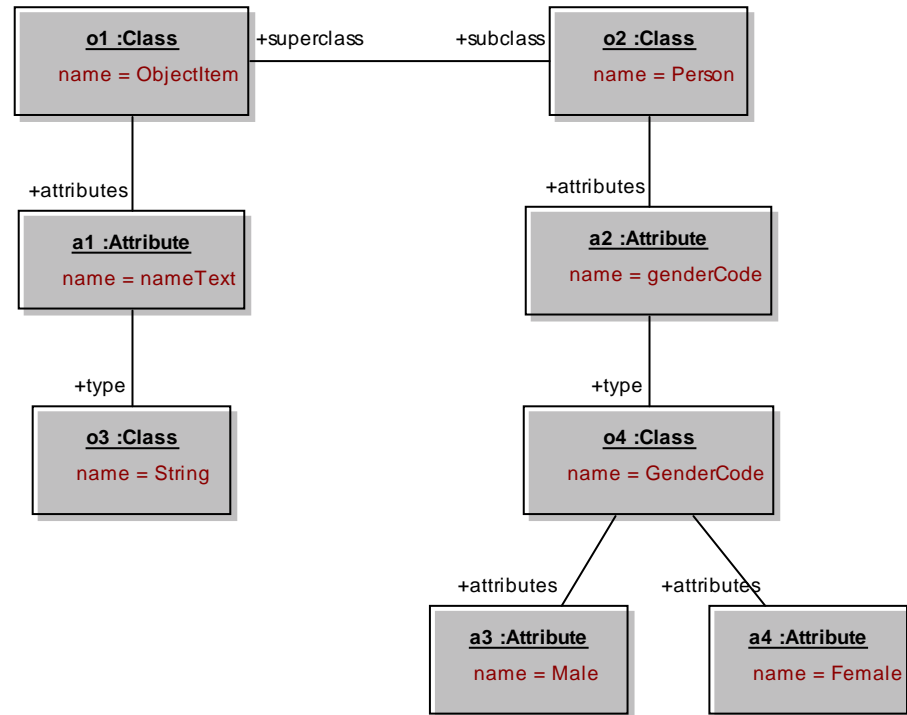 o1 :Class
name = ObjectItem
+superclass
+subclass
o2 :Class
name = Person
+attributes
+attributes
a1 :Attribute
name = nameText
a2 :Attribute
name = genderCode
+type
+type
o3 :Class
name = String
o4 :Class
name = GenderCode
+attributes
+attributes
a3 :Attribute
name = Male
a4 :Attribute
name = Female